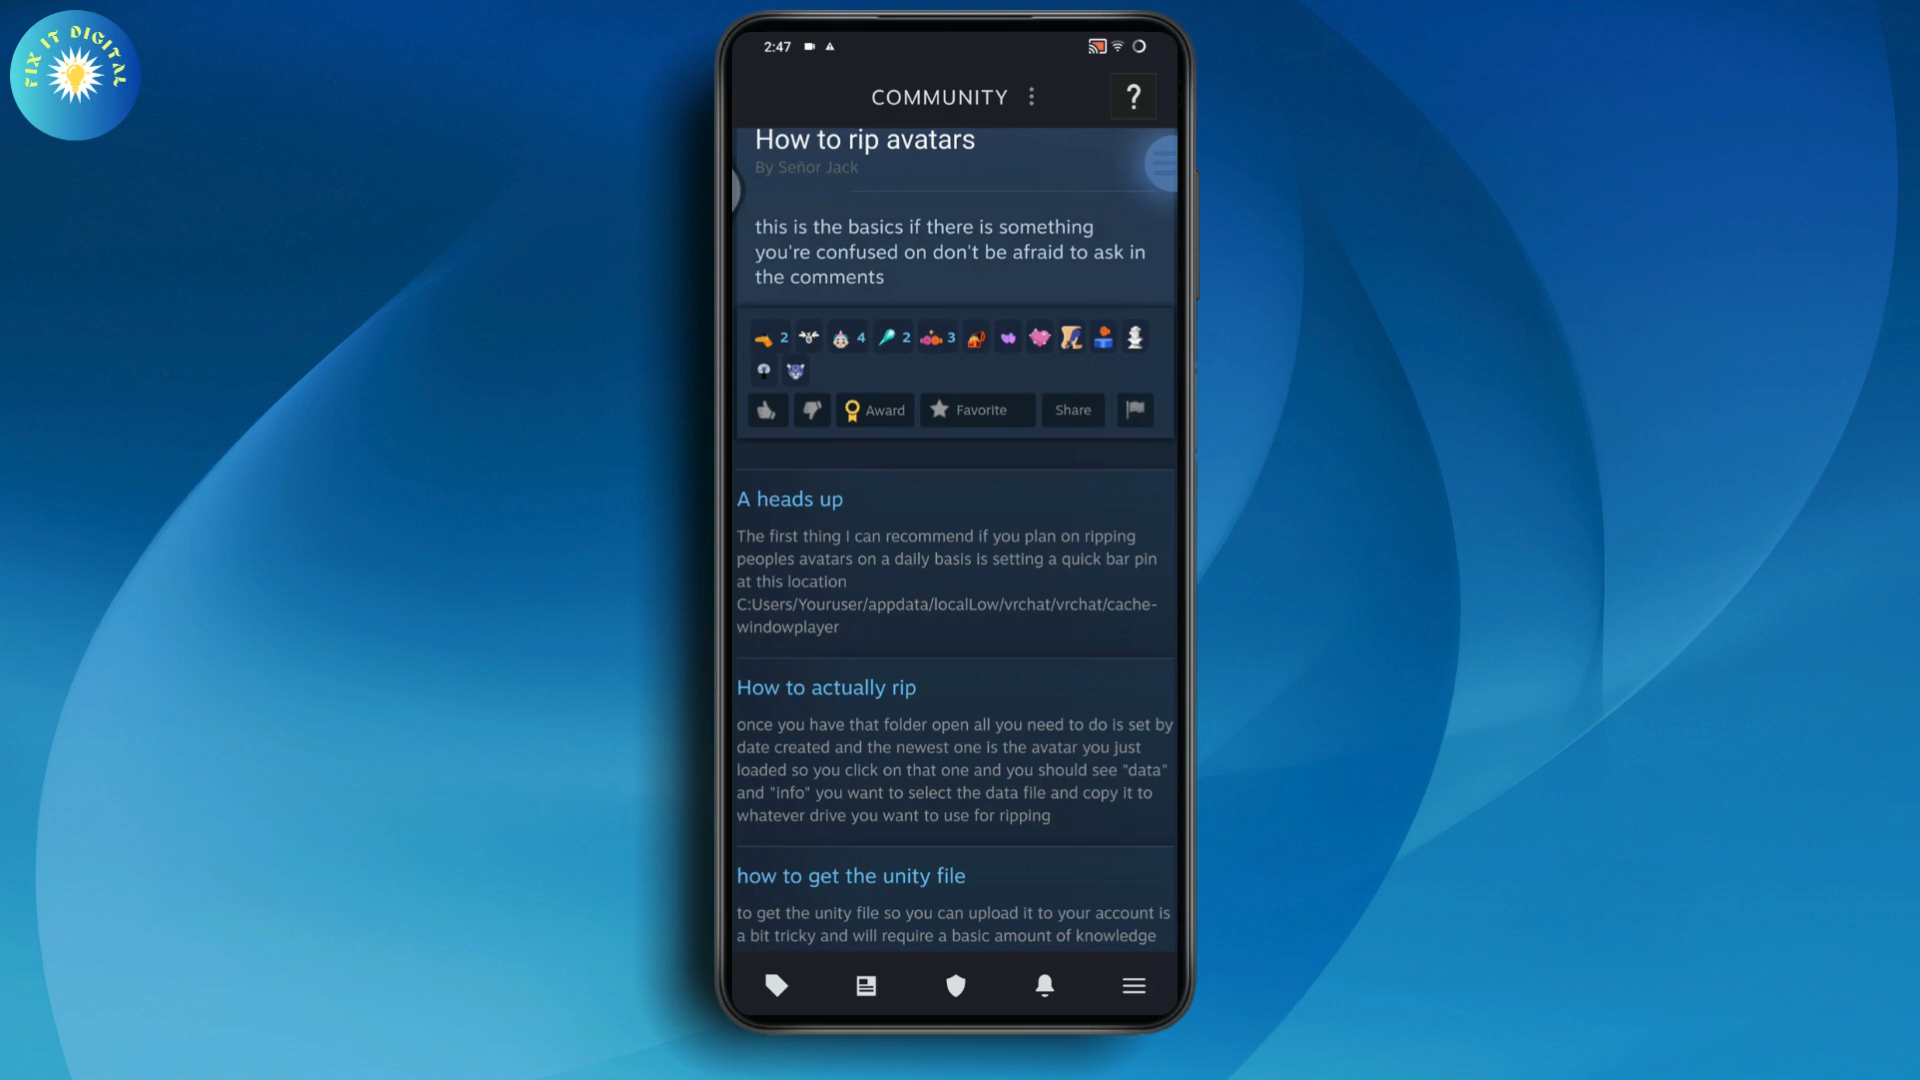 FIX IT DIGITAL
2:47
COMMUNITY
?
How to rip avatars
By Señor Jack
this is the basics if there is something
you're confused on don't be afraid to ask in
the comments
2 4 2 3
Award Favorite Share
A heads up
The first thing I can recommend if you plan on ripping
peoples avatars on a daily basis is setting a quick bar pin
at this location
C:Users/Youruser/appdata/localLow/vrchat/vrchat/cache-
windowplayer
How to actually rip
once you have that folder open all you need to do is set by
date created and the newest one is the avatar you just
loaded so you click on that one and you should see "data"
and "info" you want to select the data file and copy it to
whatever drive you want to use for ripping
how to get the unity file
to get the unity file so you can upload it to your account is
a bit tricky and will require a basic amount of knowledge